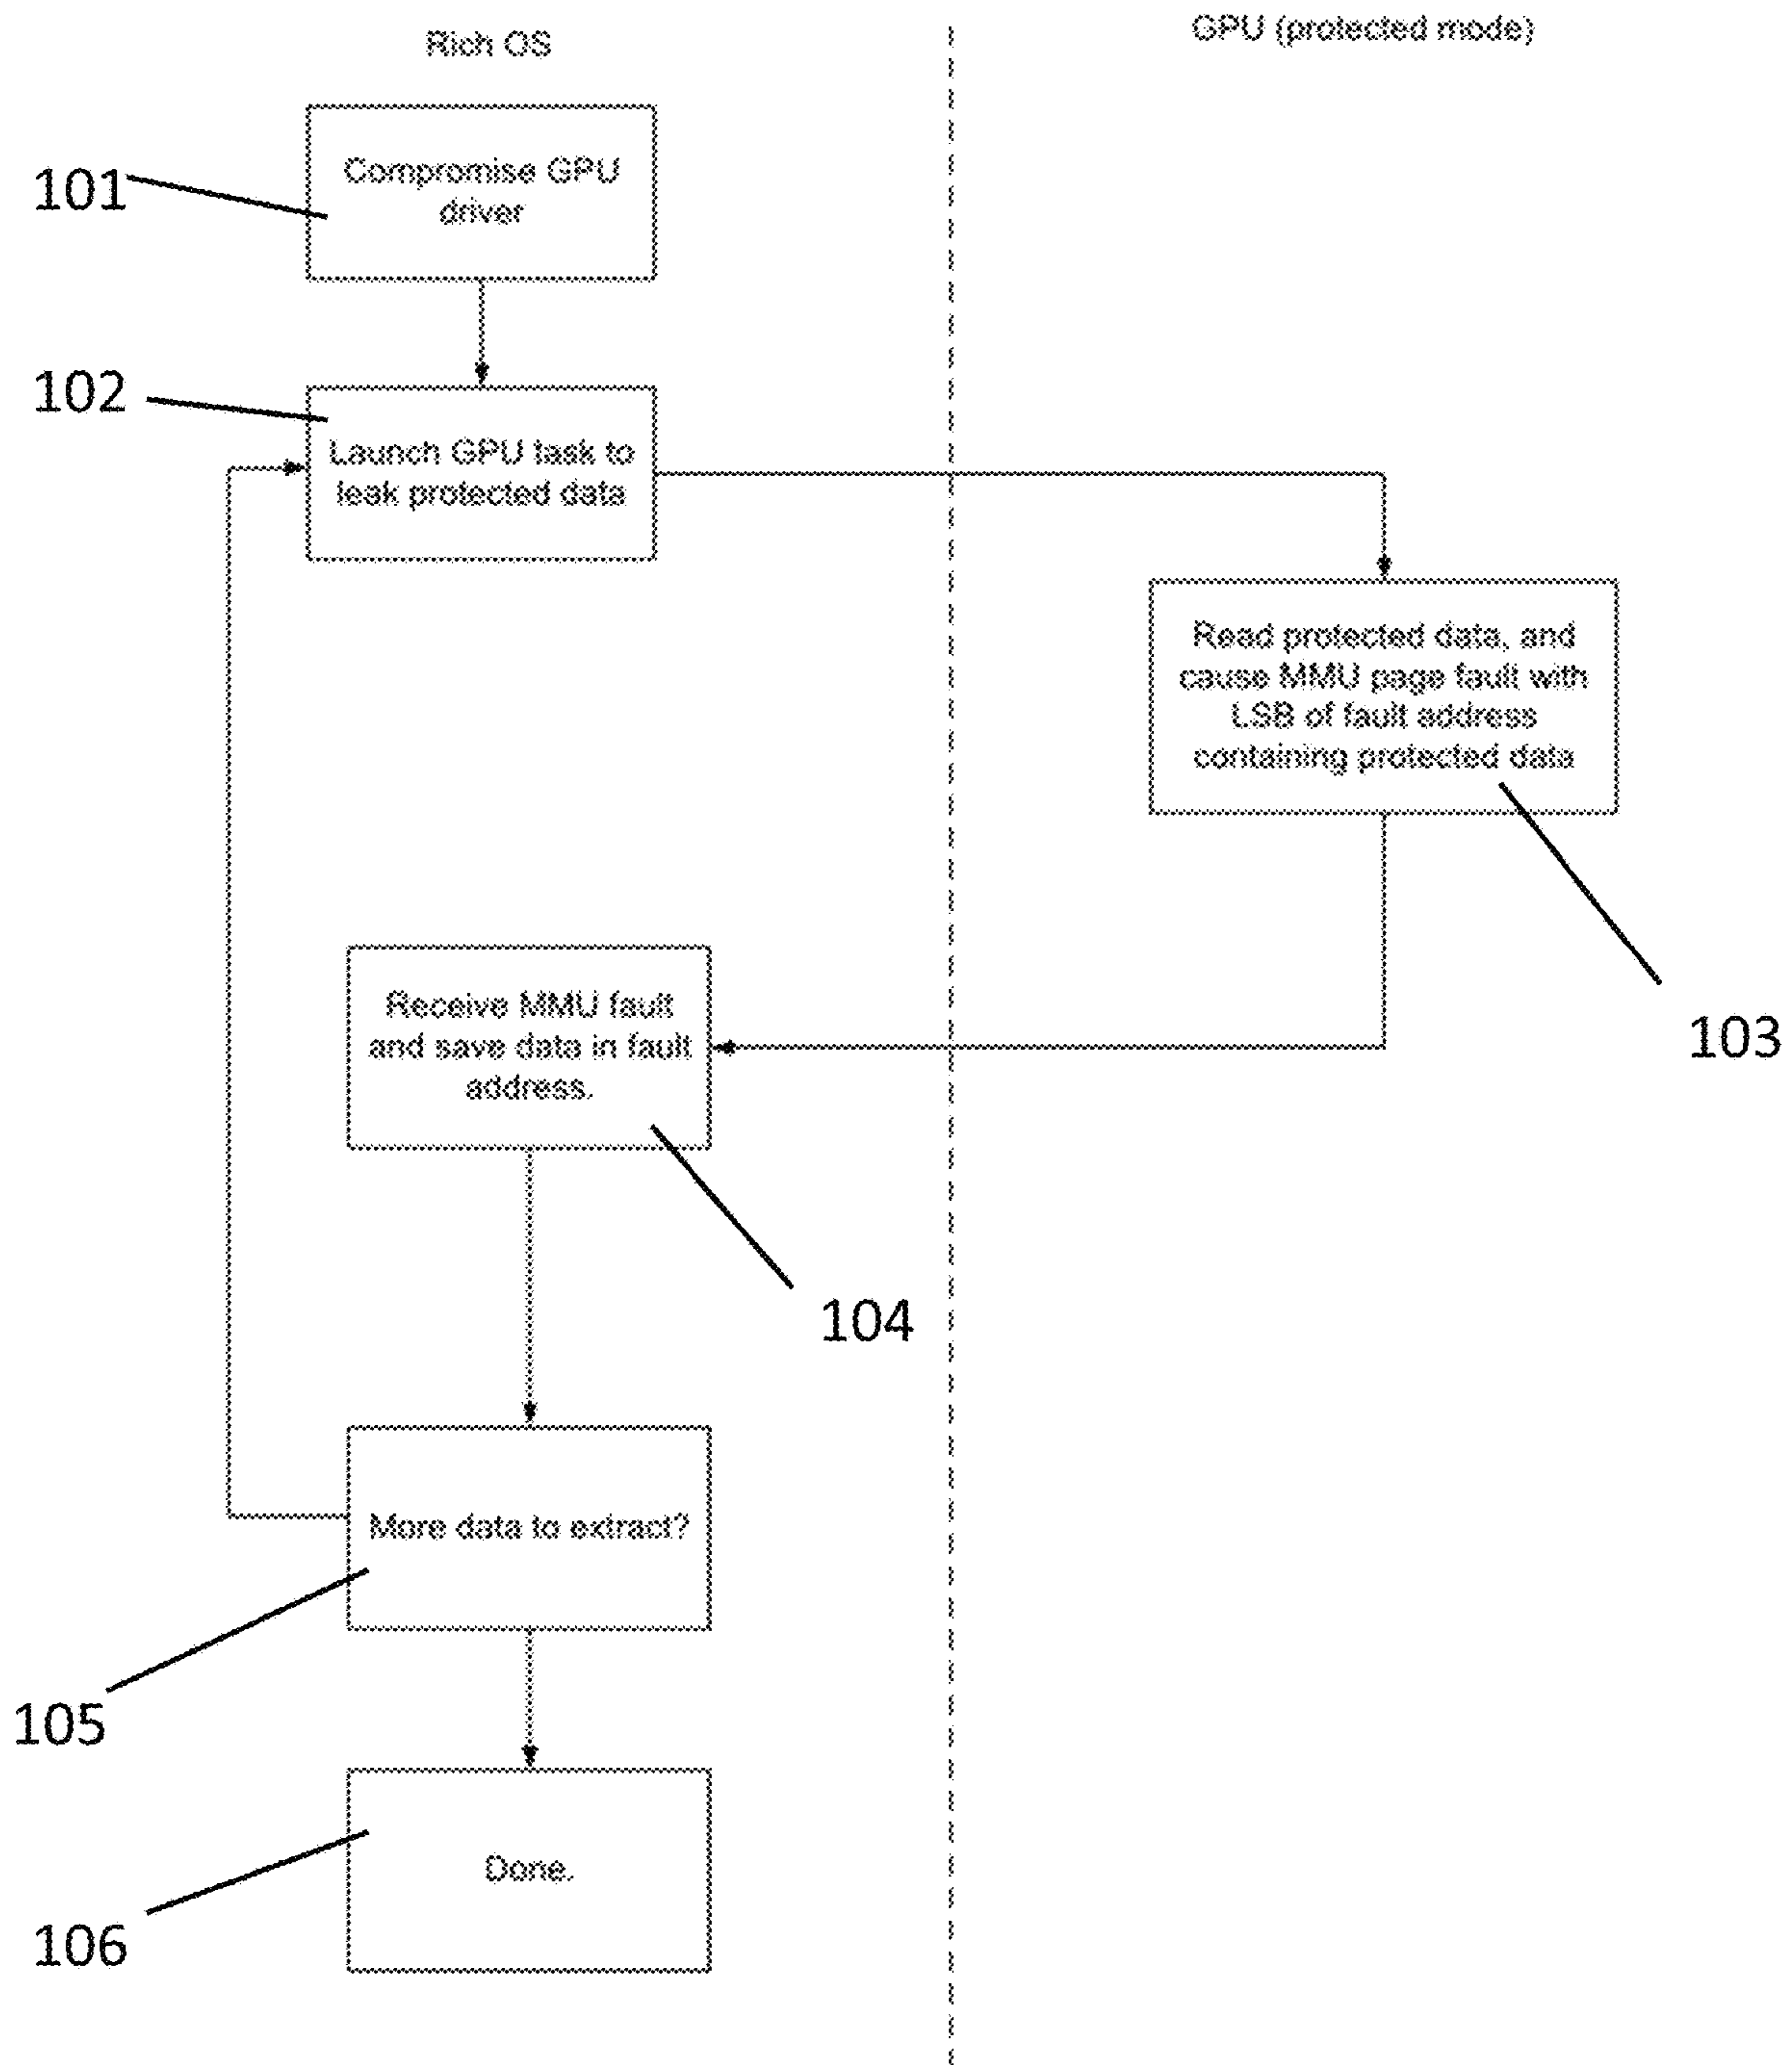 Rich OS
GPU (protected mode)
101
Compromise GPU
driver
102
Launch GPU task to
leak protected data
Read protected data, and
cause MMU page fault with
LSB of fault address
containing protected data
103
Receive MMU fault
and save data in fault
address.
104
More data to extract?
105
Done.
106